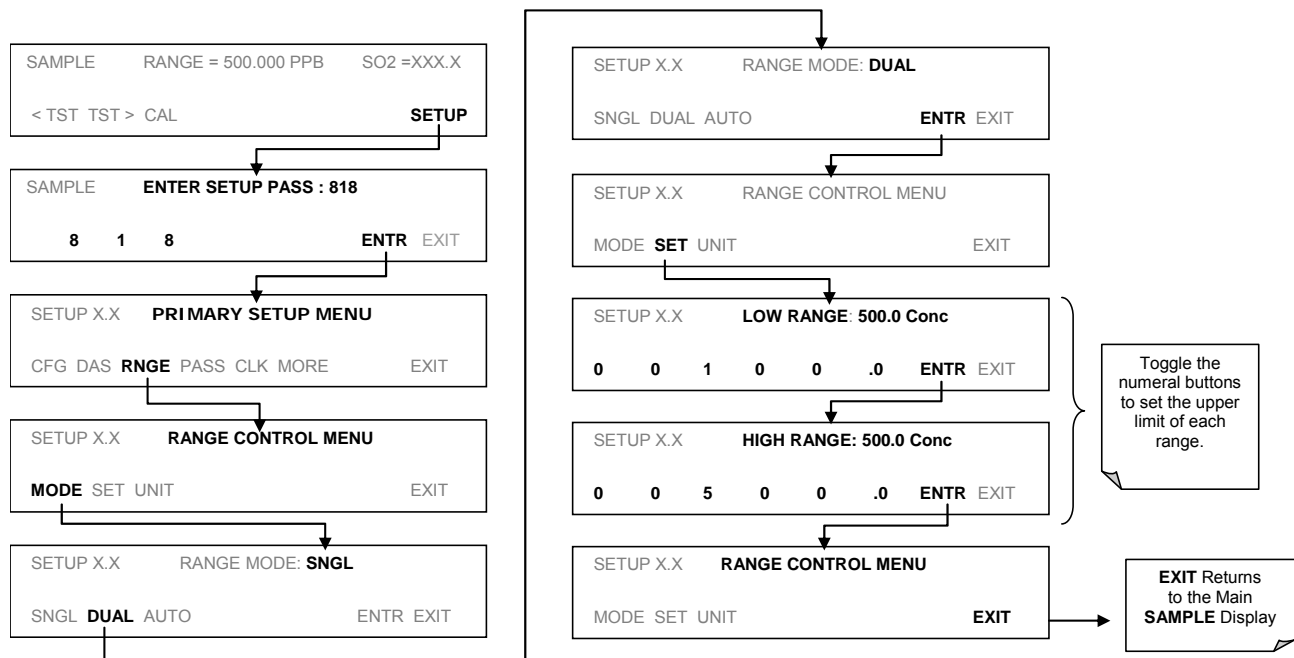 SAMPLE RANGE = 500.000 PPB SO2 =XXX.X
< TST TST > CAL SETUP
SAMPLE ENTER SETUP PASS : 818
8 1 8 ENTR EXIT
SETUP X.X PRIMARY SETUP MENU
CFG DAS RNGE PASS CLK MORE EXIT
SETUP X.X RANGE CONTROL MENU
MODE SET UNIT EXIT
SETUP X.X RANGE MODE: SNGL
SNGL DUAL AUTO ENTR EXIT
SETUP X.X RANGE MODE: DUAL
SNGL DUAL AUTO ENTR EXIT
SETUP X.X RANGE CONTROL MENU
MODE SET UNIT EXIT
SETUP X.X LOW RANGE: 500.0 Conc
0 0 1 0 0 .0 ENTR EXIT
SETUP X.X HIGH RANGE: 500.0 Conc
0 0 5 0 0 .0 ENTR EXIT
Toggle the
numeral buttons
to set the upper
limit of each
range.
SETUP X.X RANGE CONTROL MENU
MODE SET UNIT EXIT
EXIT Returns
to the Main
SAMPLE Display